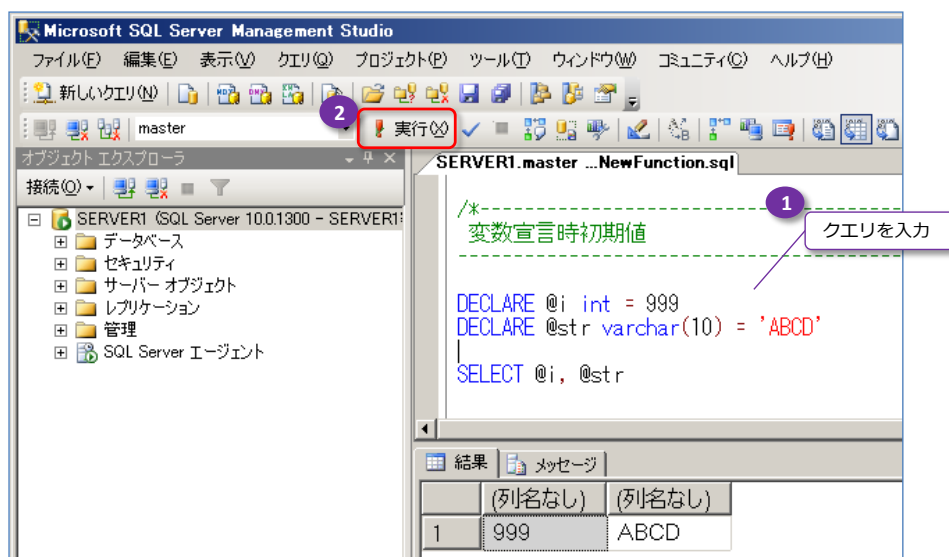 Microsoft SQL Server Management Studio
ファイル(F) 編集(E) 表示(V) クエリ(Q) プロジェクト(P) ツール(T) ウィンドウ(W) コミュニティ(C) ヘルプ(H)
新しいクエリ(N)
2
master
実行(X)
オブジェクト エクスプローラ
SERVER1.master ...NewFunction.sql
接続(O)
SERVER1 (SQL Server 10.0.1300 - SERVER1
データベース
セキュリティ
サーバー オブジェクト
レプリケーション
管理
SQL Server エージェント
/*--------------------------------------
1
変数宣言時初期値
クエリを入力
----------------------------------------
DECLARE @i int = 999
DECLARE @str varchar(10) = 'ABCD'
SELECT @i, @str
結果 メッセージ
(列名なし) (列名なし)
1 999 ABCD